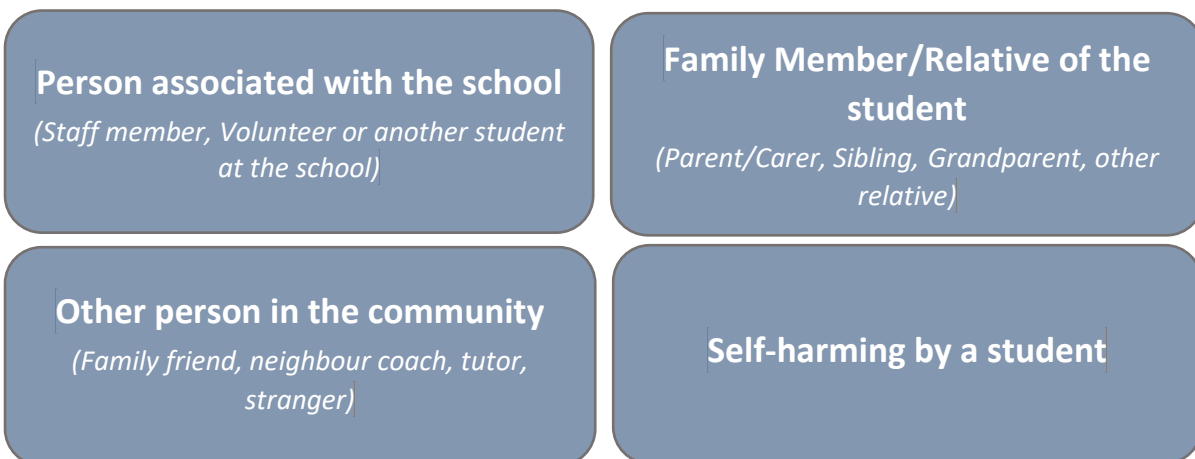 Person associated with the school
(Staff member, Volunteer or another student
at the school)
Family Member/Relative of the
student
(Parent/Carer, Sibling, Grandparent, other
relative)
Other person in the community
(Family friend, neighbour coach, tutor,
stranger)
Self-harming by a student